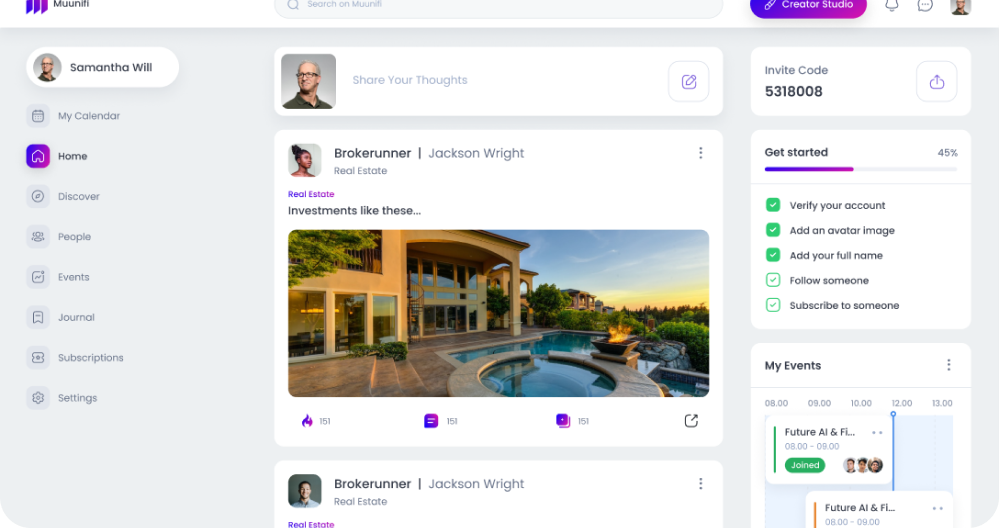 Muunifi
Search on Muunifi
Creator Studio
Samantha Will
My Calendar
Home
Discover
People
Events
Journal
Subscriptions
Settings
Share Your Thoughts
Brokerunner | Jackson Wright
Real Estate
Real Estate
Investments like these...
151
151
151
Brokerunner | Jackson Wright
Real Estate
Real Estate
Invite Code
5318008
Get started
45%
Verify your account
Add an avatar image
Add your full name
Follow someone
Subscribe to someone
My Events
08.00 09.00 10.00 12.00 13.00
Future AI & Fi...
08.00 - 09.00
Joined
Future AI & Fi...
08.00 - 09.00